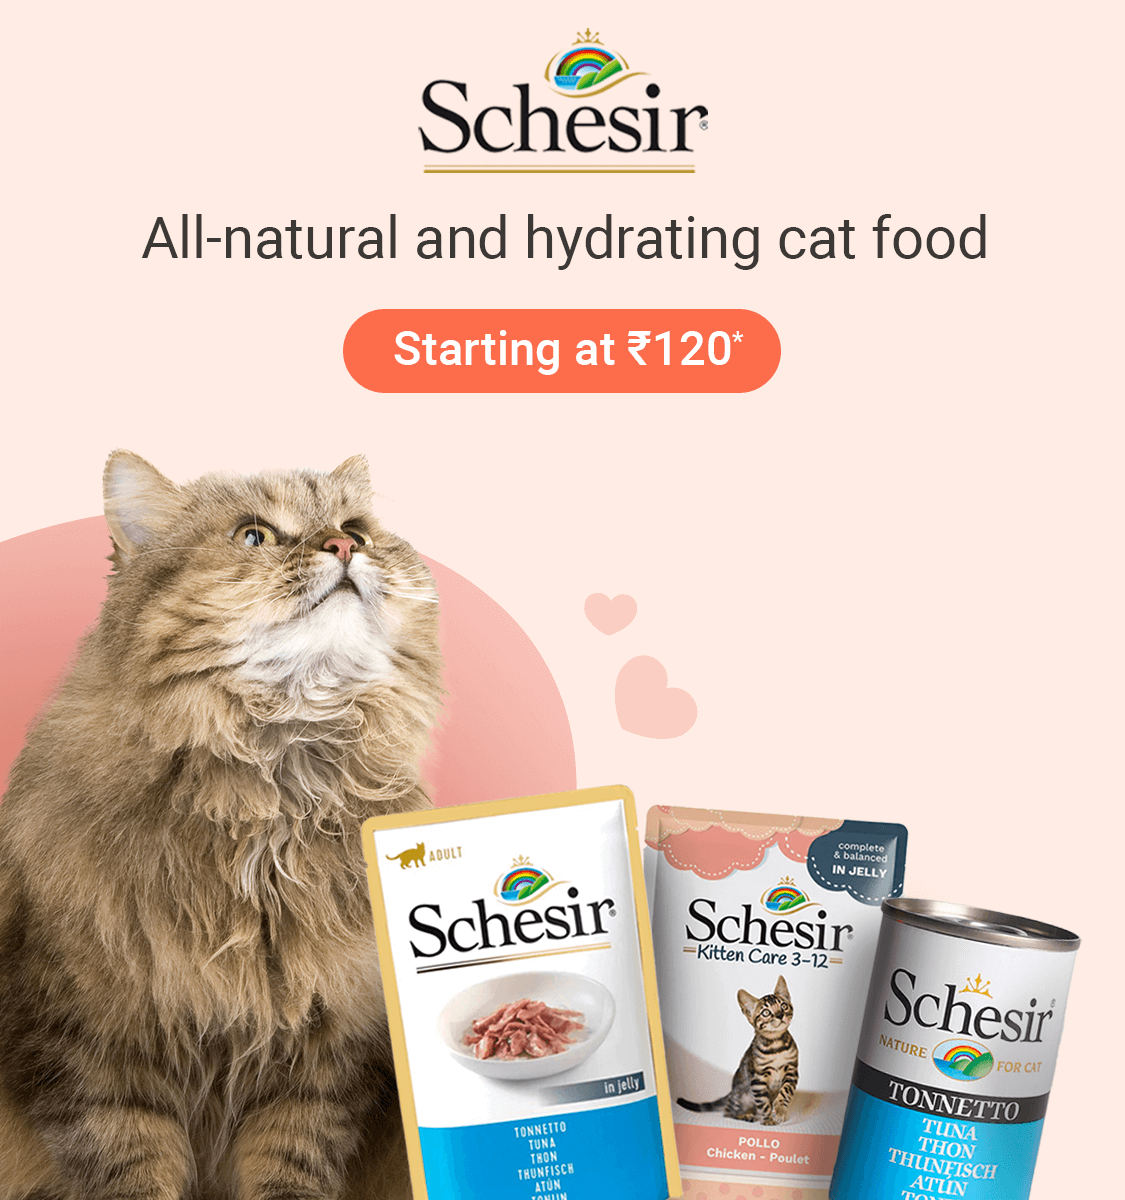 Schesir®
All-natural and hydrating cat food
Starting at ₹120*
ADULT
Schesir
in jelly
TONNETTO
TUNA
THON
THUNFISCH
ATÚN
complete
& balanced
IN JELLY
Schesir
Kitten Care 3-12
POLLO
Chicken - Poulet
Schesir
NATURE FOR CAT
TONNETTO
TUNA
THON
THUNFISCH
ATÚN